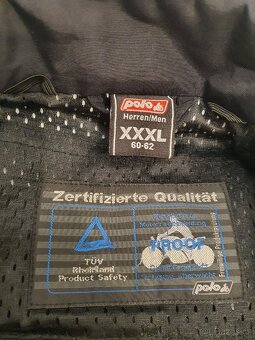 polo
Herren/Men
XXXL
60-62
Zertifizierte Qualität
PROOF
TÜV
Rheinland
Product Safety
polo